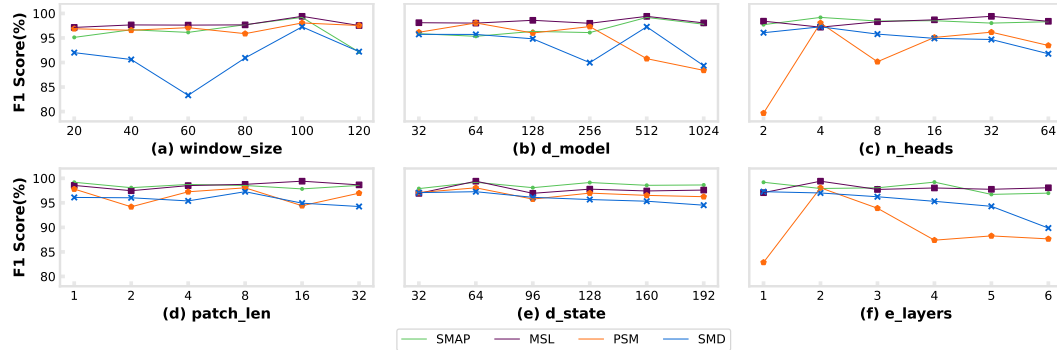 F1 Score(%)
100
95
90
85
80
20 40 60 80 100 120
32 64 128 256 512 1024
2 4 8 16 32 64
(a) window_size
(b) d_model
(c) n_heads
F1 Score(%)
100
95
90
85
80
1 2 4 8 16 32
32 64 96 128 160 192
1 2 3 4 5 6
(d) patch_len
(e) d_state
(f) e_layers
SMAP MSL PSM SMD